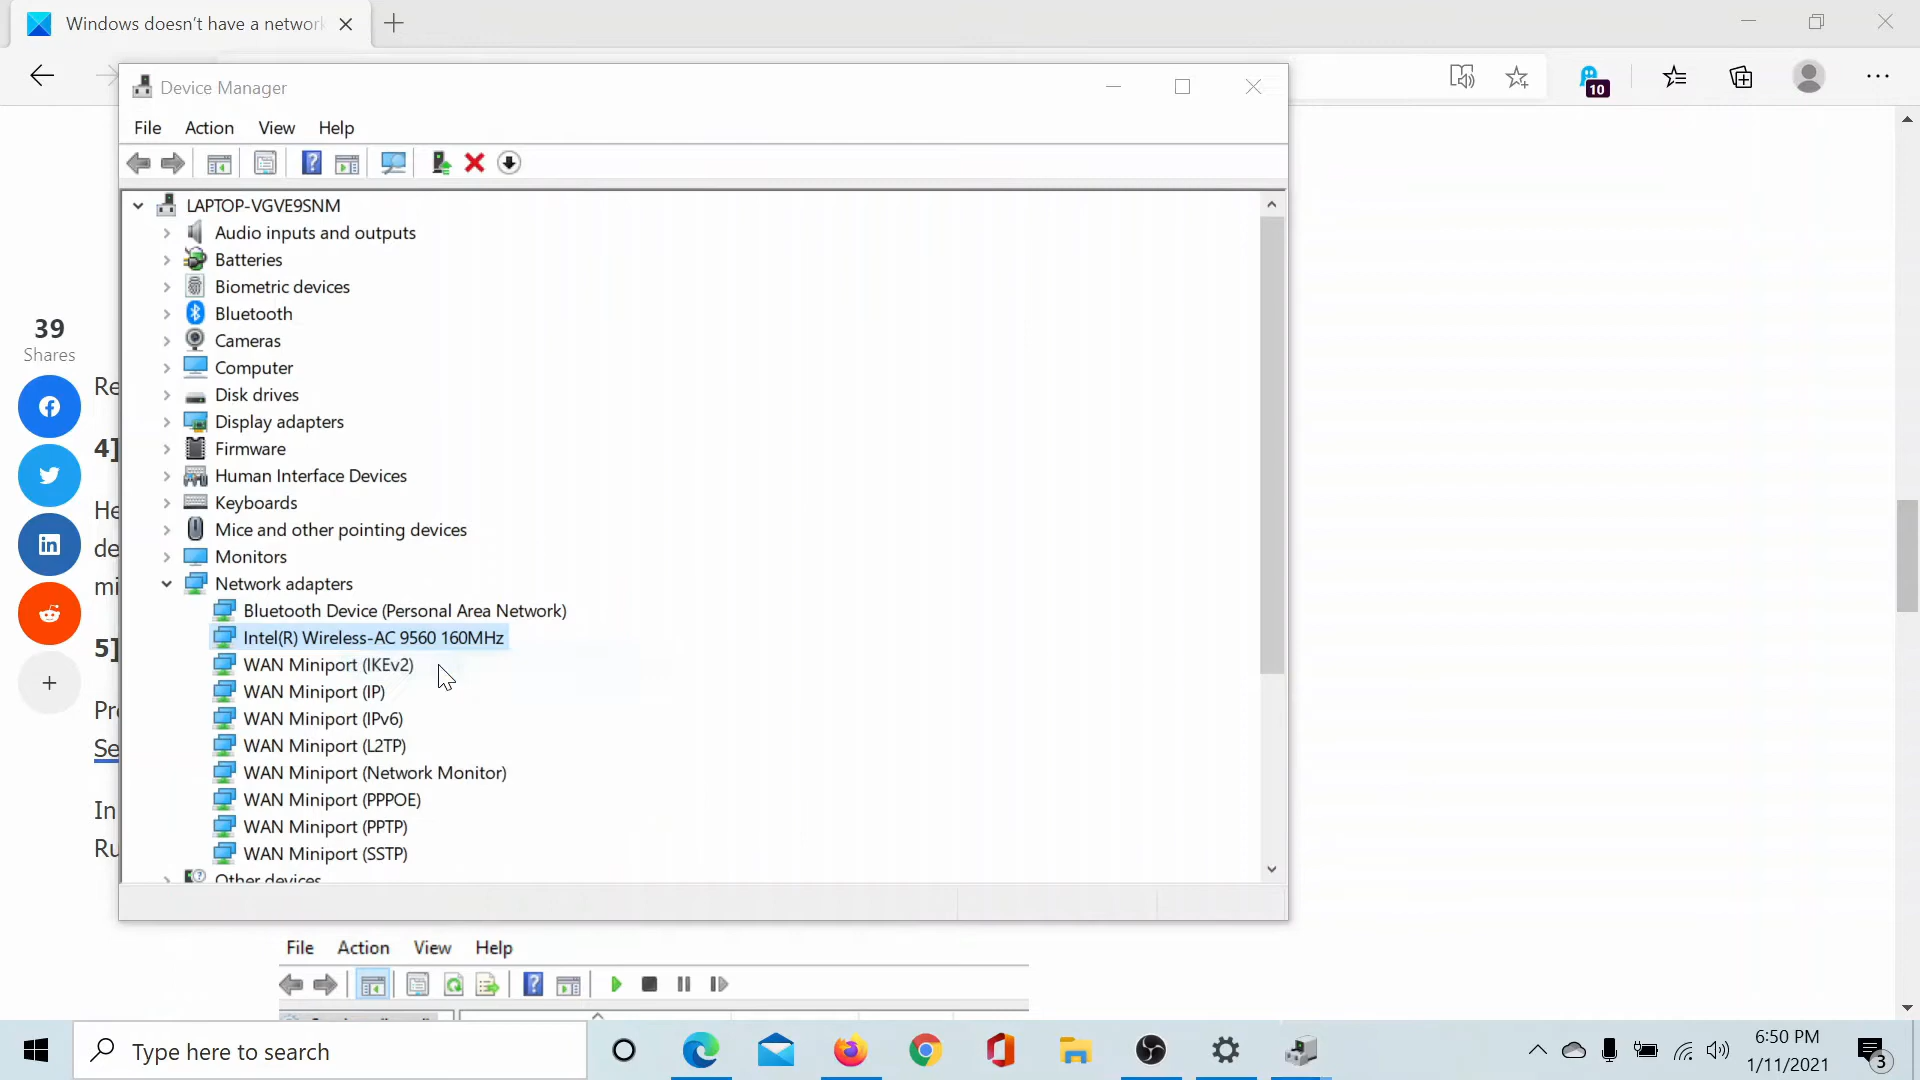 Windows doesn't have a network
10
Device Manager
File Action View Help
LAPTOP-VGVE9SNM
Audio inputs and outputs
Batteries
Biometric devices
Bluetooth
Cameras
Computer
Disk drives
Display adapters
Firmware
Human Interface Devices
Keyboards
Mice and other pointing devices
Monitors
Network adapters
Bluetooth Device (Personal Area Network)
Intel(R) Wireless-AC 9560 160MHz
WAN Miniport (IKEv2)
WAN Miniport (IP)
WAN Miniport (IPv6)
WAN Miniport (L2TP)
WAN Miniport (Network Monitor)
WAN Miniport (PPPOE)
WAN Miniport (PPTP)
WAN Miniport (SSTP)
Other devices
39
Shares
Re
4]
He
de
mi
5]
Pr
Se
In
Ru
File Action View Help
Type here to search
6:50 PM
1/11/2021
3